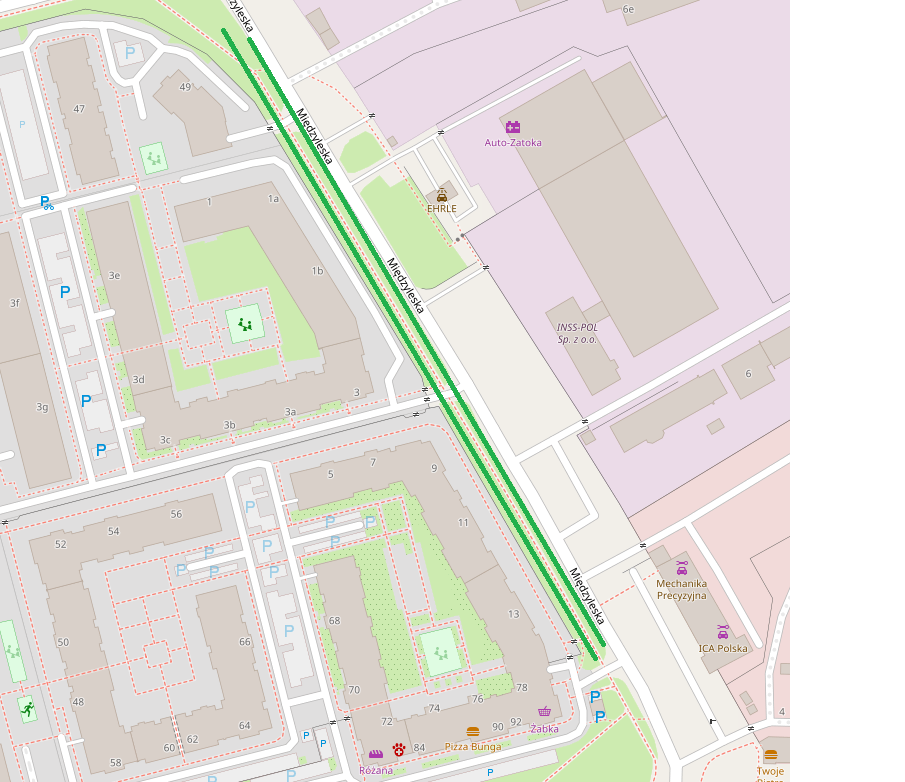 Międzyleska
6e
P
49
47
Międzyleska
P
Auto-Zatoka
P
1
1a
EHRLE
3e
1b
Międzyleska
3f
P
INSS-POL
Sp. z o.o.
6
3d
3
3g
P
3a
3b
3c
P
5
7
9
P
56
54
52
11
P
P
P
P
P
P
P
P
P
Międzyleska
Mechanika
Precyzyjna
13
68
P
50
66
ICA Polska
70
78
76
P
48
74
P
4
72
90
92
Żabka
64
62
60
84
Pizza Bunga
P
P
58
Różana
P
P
P
Twoje